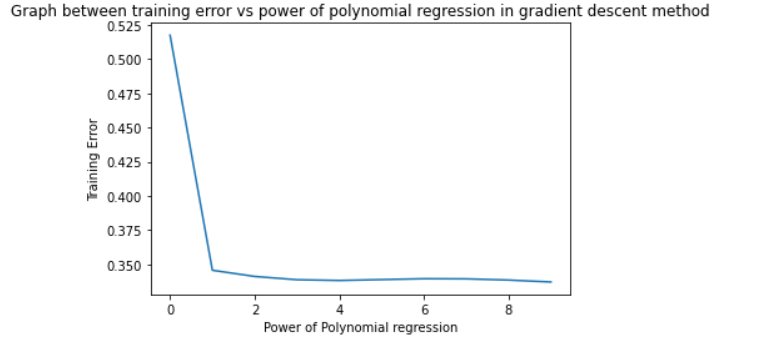 Graph between training error vs power of polynomial regression in gradient descent method
0.525
0.500
0.475
0.450
0.425
0.400
0.375
0.350
Training Error
0 2 4 6 8
Power of Polynomial regression